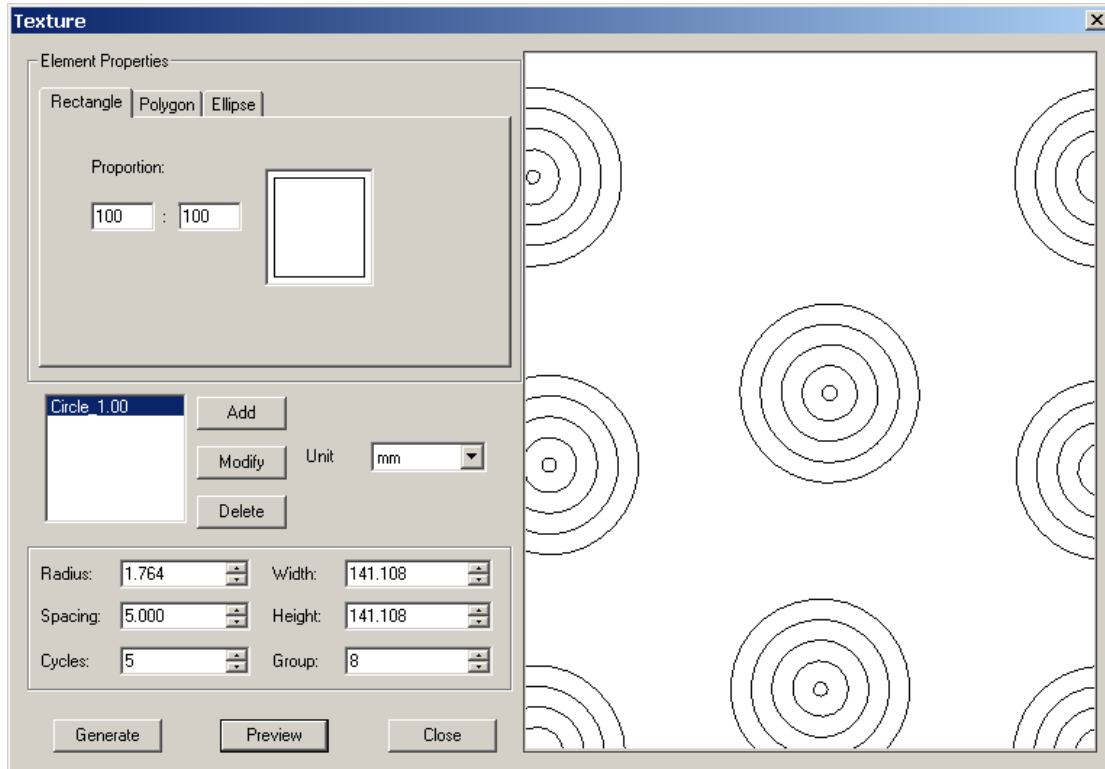 Texture
Element Properties
Rectangle Polygon Ellipse
Proportion:
100 : 100
Circle_1.00
Add
Modify
Unit mm
Delete
Radius: 1.764 Width: 141.108
Spacing: 5.000 Height: 141.108
Cycles: 5 Group: 8
Generate Preview Close